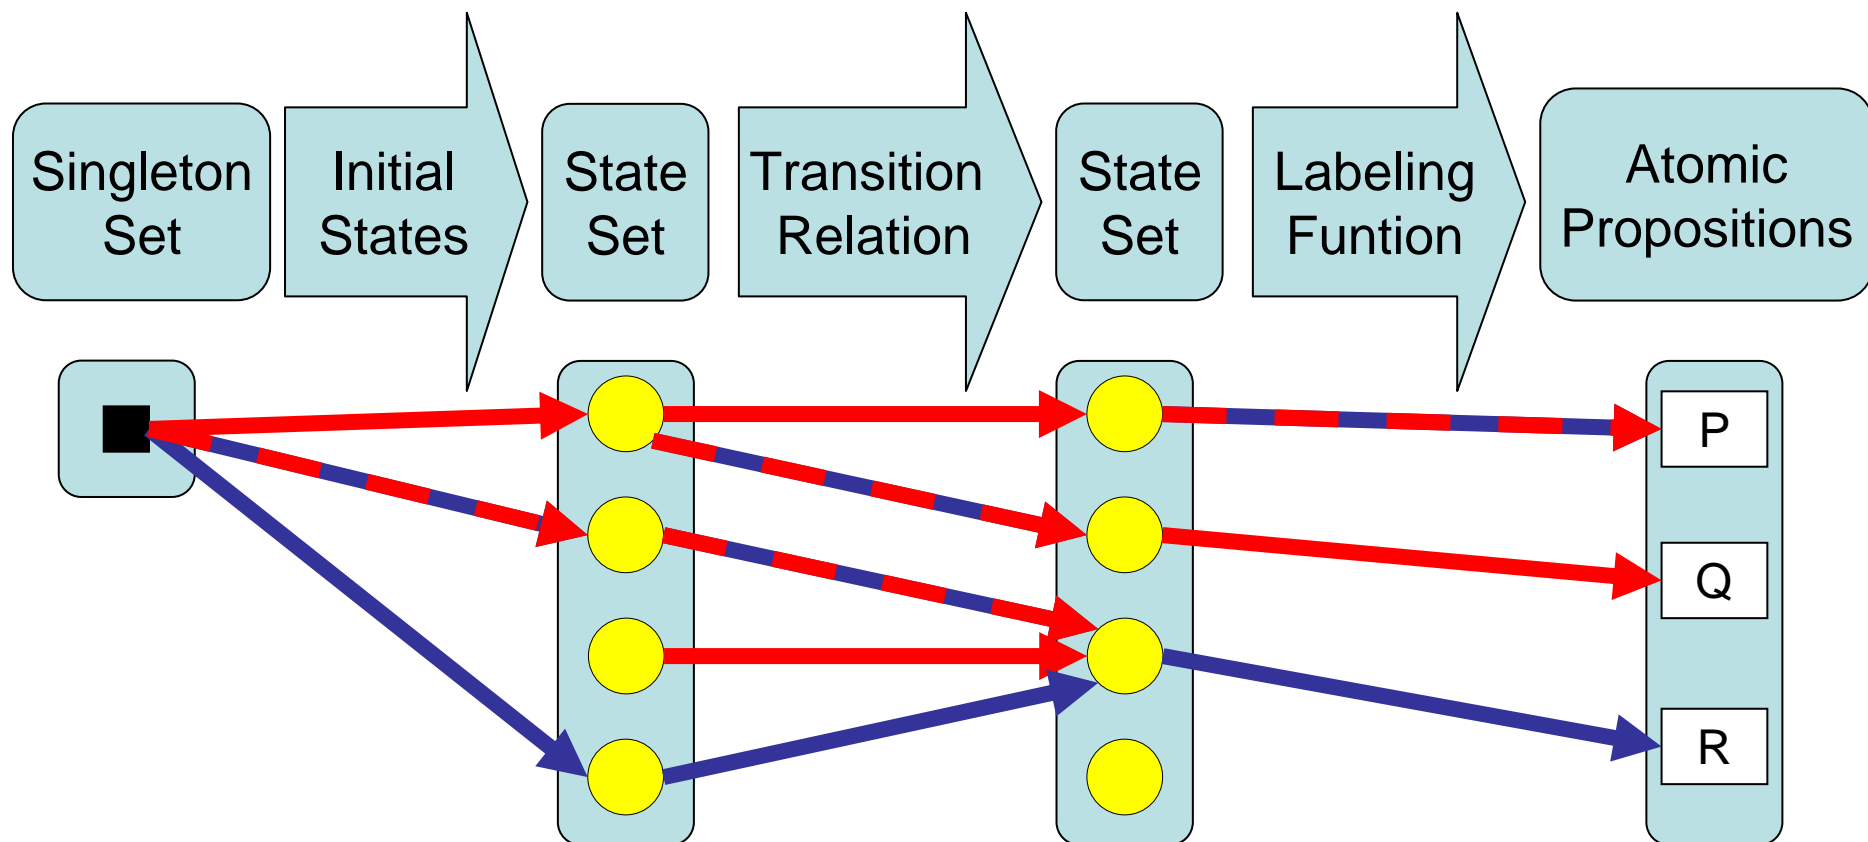 Singleton
Set
Initial
States
State
Set
Transition
Relation
State
Set
Labeling
Funtion
Atomic
Propositions
P
Q
R